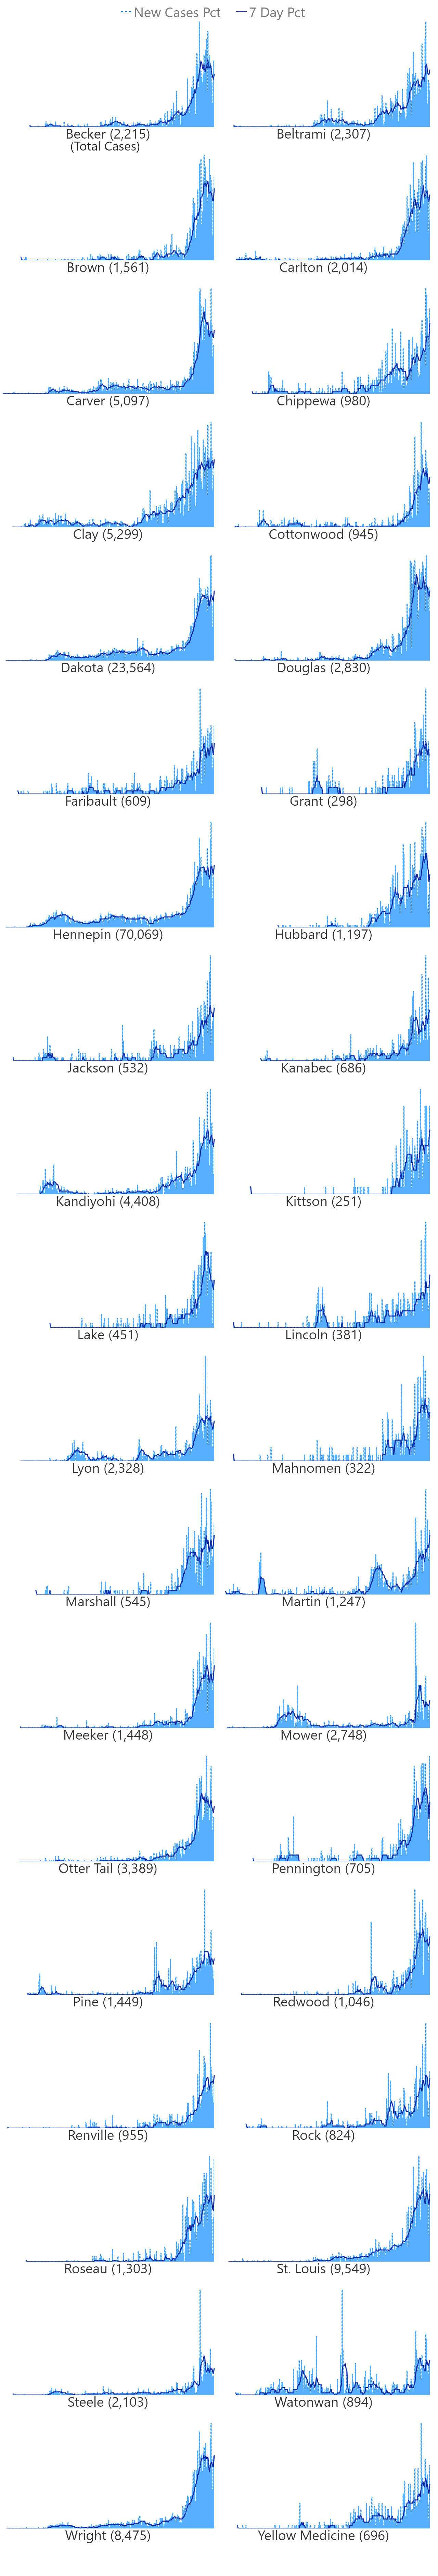 New Cases Pct 7 Day Pct
Becker (2,215) Beltrami (2,307)
(Total Cases)
Brown (1,561) Carlton (2,014)
Carver (5,097) Chippewa (980)
Clay (5,299) Cottonwood (945)
Dakota (23,564) Douglas (2,830)
Faribault (609) Grant (298)
Hennepin (70,069) Hubbard (1,197)
Jackson (532) Kanabec (686)
Kandiyohi (4,408) Kittson (251)
Lake (451) Lincoln (381)
Lyon (2,328) Mahnomen (322)
Marshall (545) Martin (1,247)
Meeker (1,448) Mower (2,748)
Otter Tail (3,389) Pennington (705)
Pine (1,449) Redwood (1,046)
Renville (955) Rock (824)
Roseau (1,303) St. Louis (9,549)
Steele (2,103) Watonwan (894)
Wright (8,475) Yellow Medicine (696)